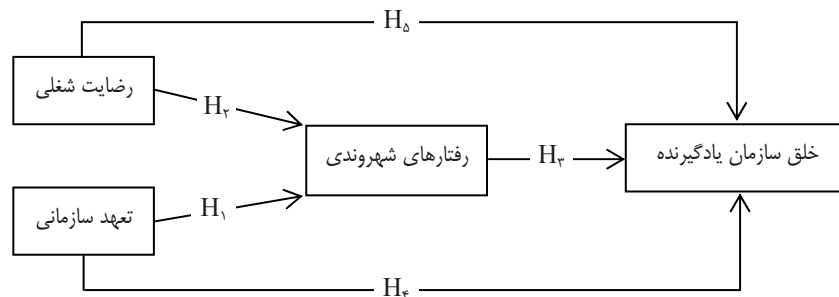 H۵
رضایت شغلی
H۲
رفتارهای شهروندی
H۳
خلق سازمان یادگیرنده
تعهد سازمانی
H۱
H۴